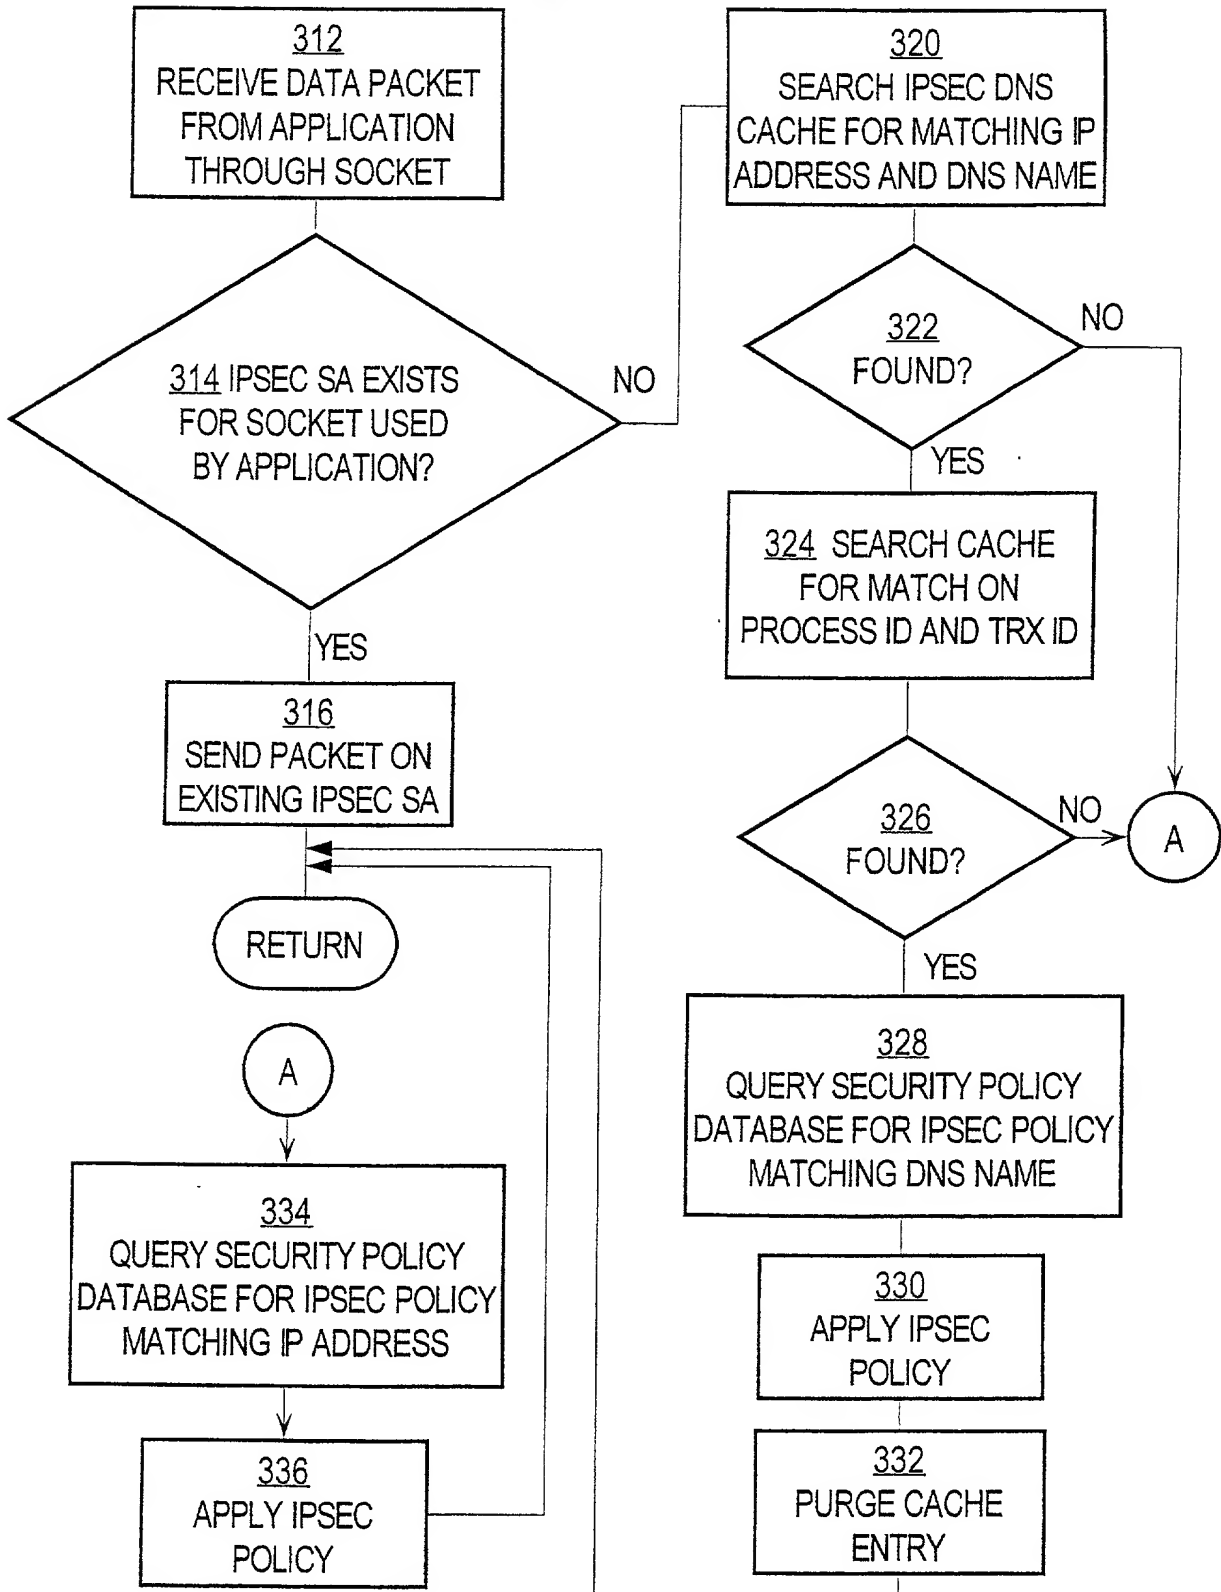 312
RECEIVE DATA PACKET
FROM APPLICATION
THROUGH SOCKET
314 IPSEC SA EXISTS
FOR SOCKET USED
BY APPLICATION?
NO
YES
316
SEND PACKET ON
EXISTING IPSEC SA
RETURN
A
334
QUERY SECURITY POLICY
DATABASE FOR IPSEC POLICY
MATCHING IP ADDRESS
336
APPLY IPSEC
POLICY
320
SEARCH IPSEC DNS
CACHE FOR MATCHING IP
ADDRESS AND DNS NAME
322
FOUND?
NO
YES
324 SEARCH CACHE
FOR MATCH ON
PROCESS ID AND TRX ID
326
FOUND?
NO
A
YES
328
QUERY SECURITY POLICY
DATABASE FOR IPSEC POLICY
MATCHING DNS NAME
330
APPLY IPSEC
POLICY
332
PURGE CACHE
ENTRY